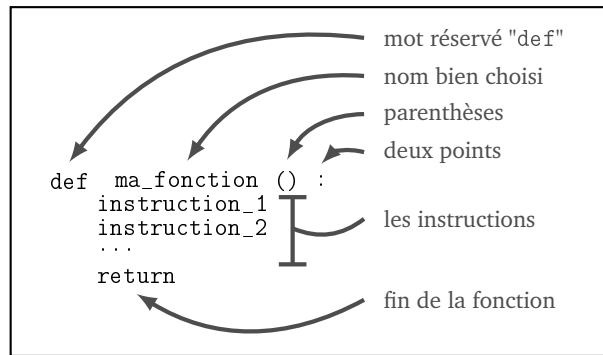 mot réservé "def"
nom bien choisi
parenthèses
deux points
def ma_fonction () :
instruction_1
instruction_2
les instructions
...
return
fin de la fonction